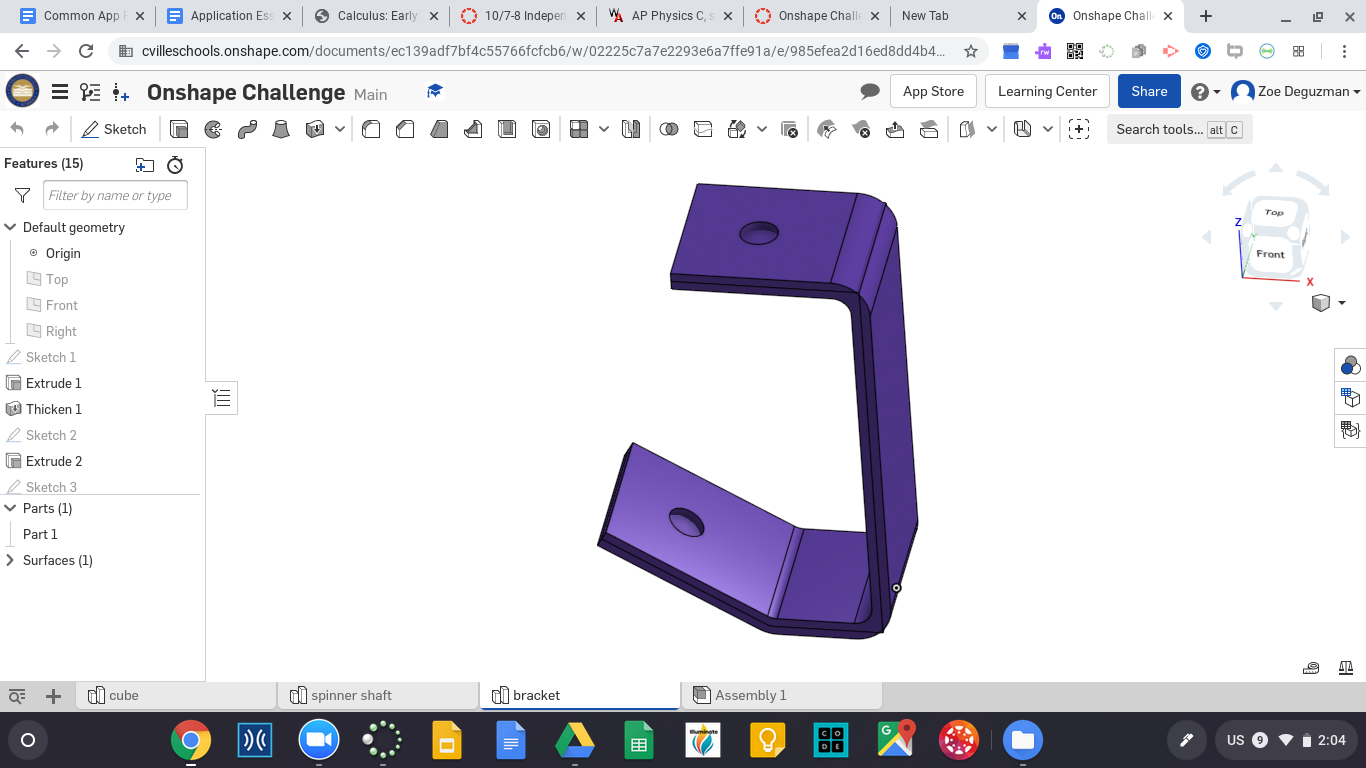 Common App
Application Ess
Calculus: Early
10/7-8 Indepen
AP Physics C, s
Onshape Chall
New Tab
Onshape Chall
cvilleschools.onshape.com/documents/ec139adf7bf4c55766fcfcb6/w/02225c7a7e2293e6a7ffe91a/e/985efea2d16ed8dd4b4...
Onshape Challenge Main
App Store
Learning Center
Share
Zoe Deguzman
Sketch
Search tools... alt C
Features (15)
Filter by name or type
Default geometry
Origin
Top
Front
Right
Sketch 1
Extrude 1
Thicken 1
Sketch 2
Extrude 2
Sketch 3
Parts (1)
Part 1
Surfaces (1)
Top
Z
Front
X
cube
spinner shaft
bracket
Assembly 1
US 9 2:04